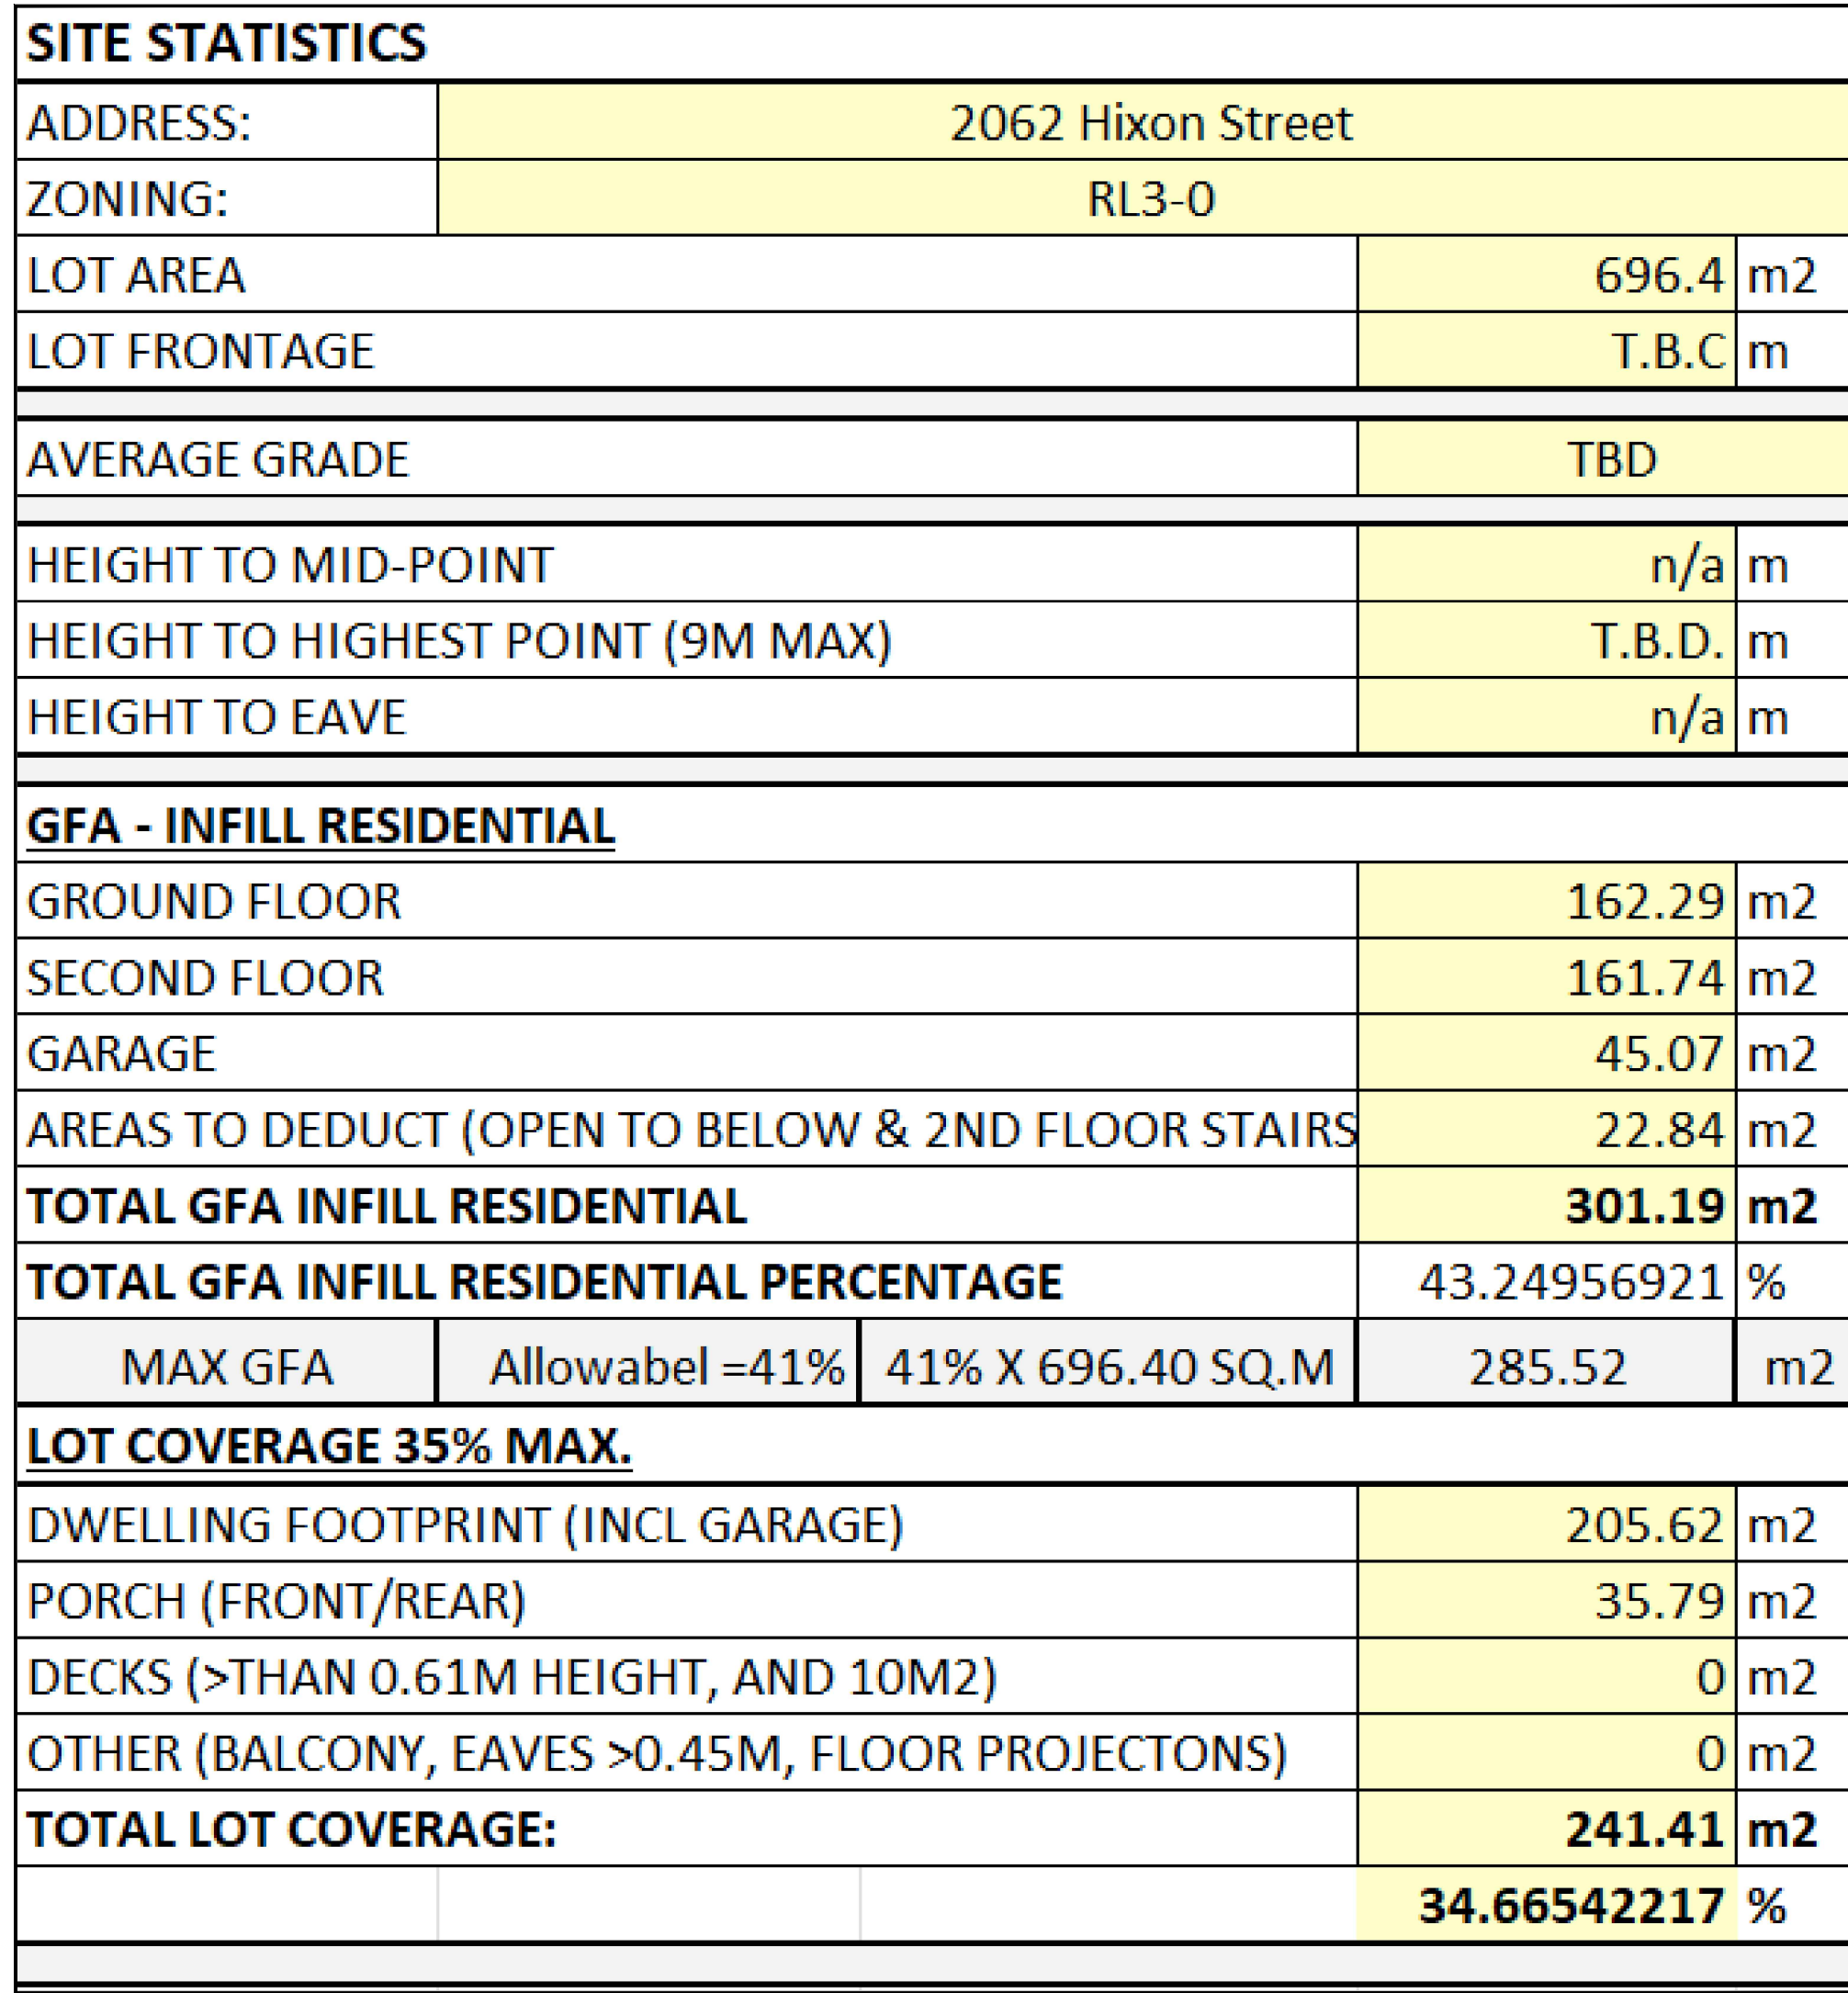 SITE STATISTICS
ADDRESS: 2062 Hixon Street
ZONING: RL3-0
LOT AREA 696.4 m2
LOT FRONTAGE T.B.C m
AVERAGE GRADE TBD
HEIGHT TO MID-POINT n/a m
HEIGHT TO HIGHEST POINT (9M MAX) T.B.D. m
HEIGHT TO EAVE n/a m
GFA - INFILL RESIDENTIAL
GROUND FLOOR 162.29 m2
SECOND FLOOR 161.74 m2
GARAGE 45.07 m2
AREAS TO DEDUCT (OPEN TO BELOW & 2ND FLOOR STAIRS 22.84 m2
TOTAL GFA INFILL RESIDENTIAL 301.19 m2
TOTAL GFA INFILL RESIDENTIAL PERCENTAGE 43.24956921 %
MAX GFA Allowabel =41% 41% X 696.40 SQ.M 285.52 m2
LOT COVERAGE 35% MAX.
DWELLING FOOTPRINT (INCL GARAGE) 205.62 m2
PORCH (FRONT/REAR) 35.79 m2
DECKS (>THAN 0.61M HEIGHT, AND 10M2) 0 m2
OTHER (BALCONY, EAVES >0.45M, FLOOR PROJECTONS) 0 m2
TOTAL LOT COVERAGE: 241.41 m2
34.66542217 %